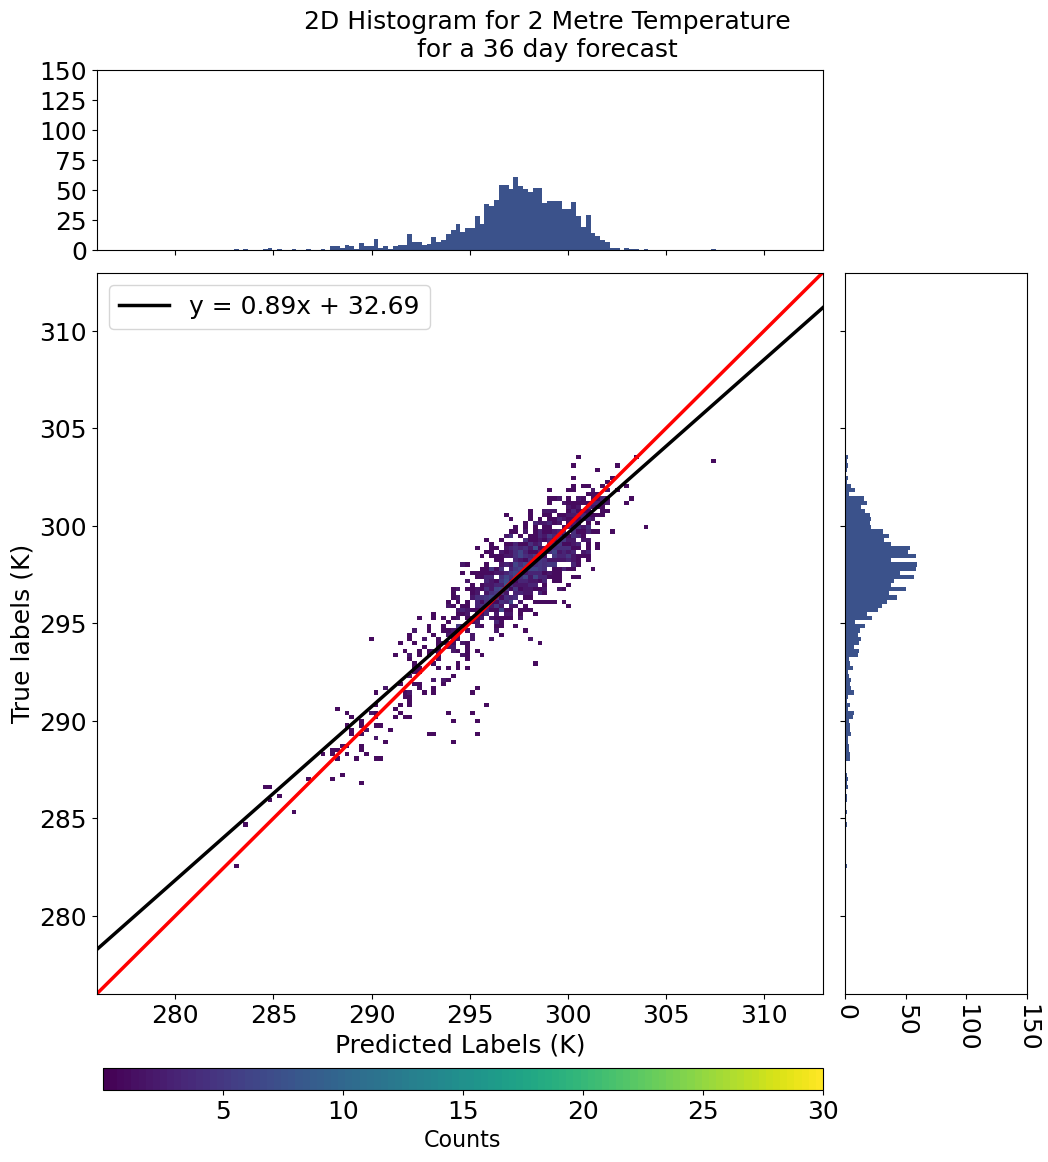 2D Histogram for 2 Metre Temperature
for a 36 day forecast
150
125
100
75
50
25
0
y = 0.89x + 32.69
310
305
300
295
290
285
280
True labels (K)
280 285 290 295 300 305 310
Predicted Labels (K)
0 50 100 150
5 10 15 20 25 30
Counts